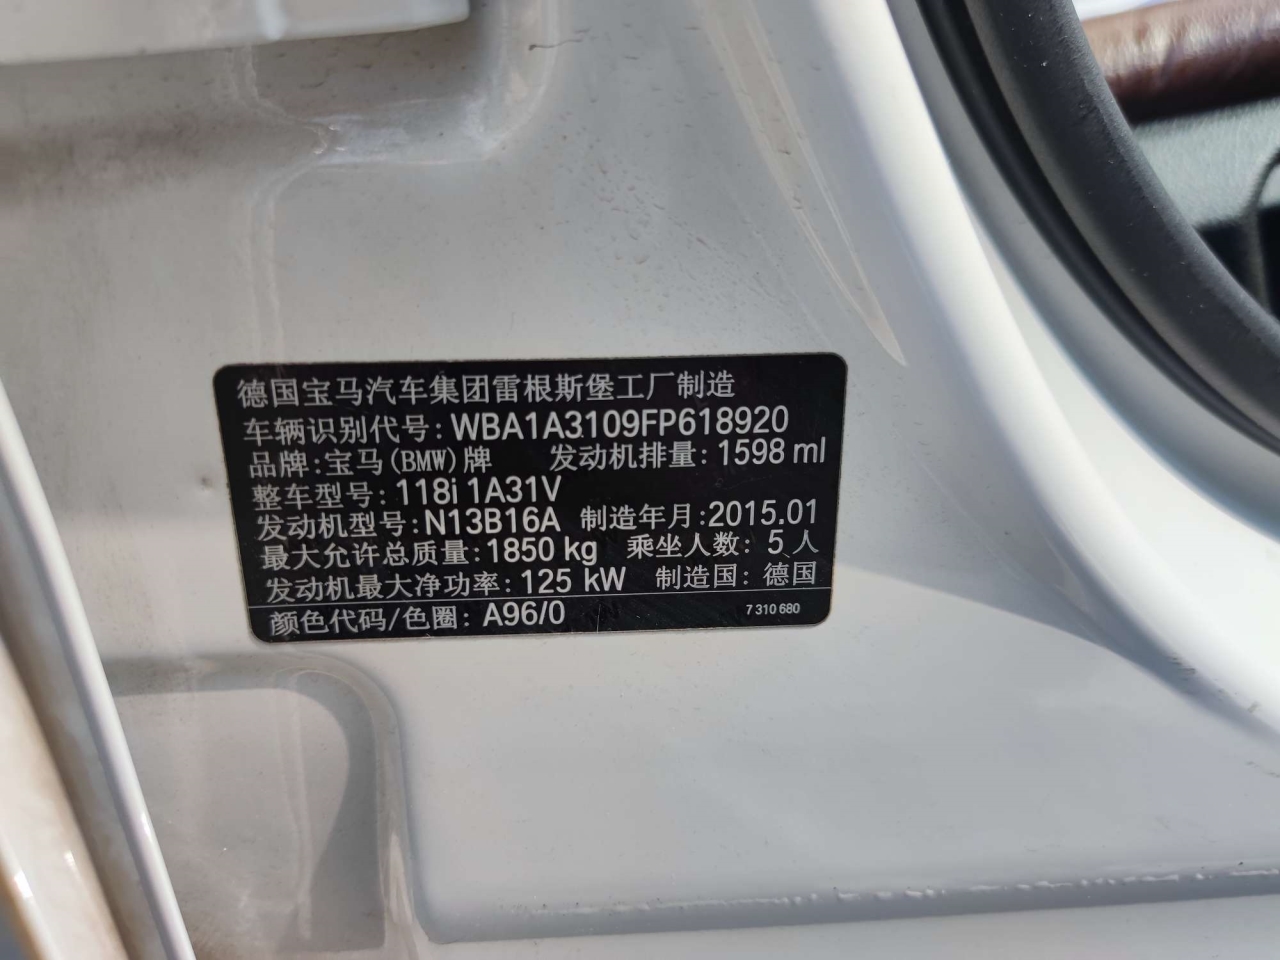 德国宝马汽车集团雷根斯堡工厂制造
车辆识别代号: WBA1A3109FP618920
品牌: 宝马(BMW)牌 发动机排量: 1598 ml
整车型号: 118i 1A31V
发动机型号: N13B16A 制造年月: 2015.01
最大允许总质量: 1850 kg 乘坐人数: 5 人
发动机最大净功率: 125 kW 制造国: 德国
颜色代码/色圈: A96/0 7 310 680